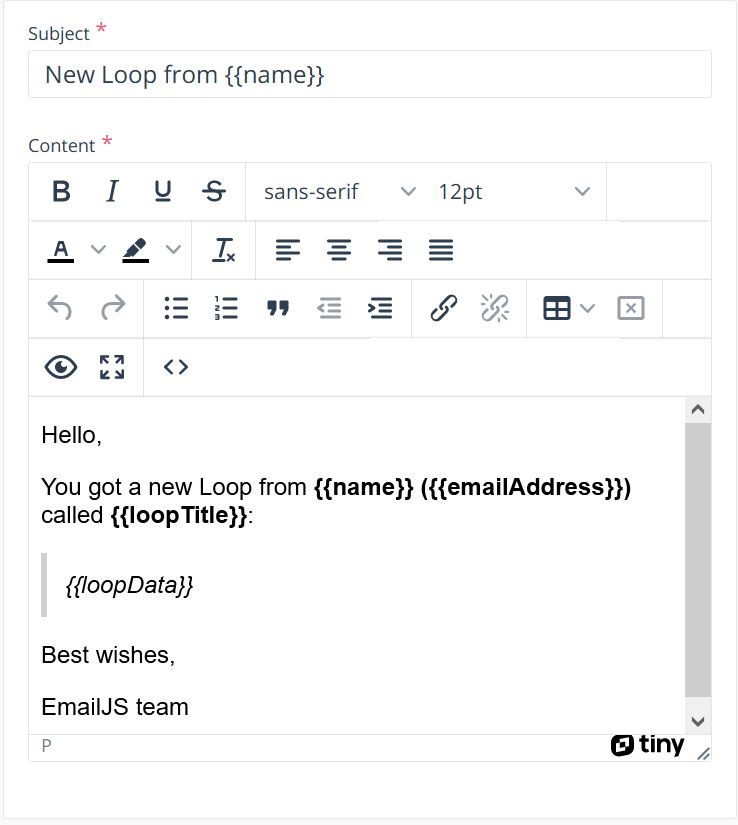 Subject *
New Loop from {{name}}
Content *
B I U S sans-serif 12pt
A
Hello,
You got a new Loop from {{name}} ({{emailAddress}})
called {{loopTitle}}:
{{loopData}}
Best wishes,
EmailJS team
P tiny